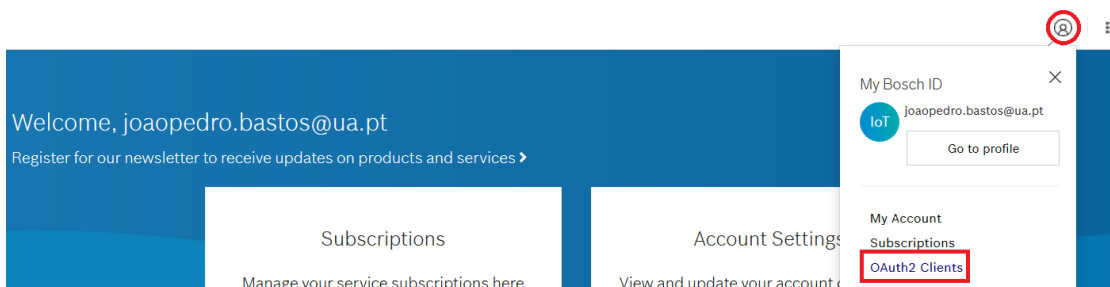 Welcome, joaopedro.bastos@ua.pt
Register for our newsletter to receive updates on products and services
Subscriptions
Manage your service subscriptions here
Account Settings
View and update your account
My Bosch ID
IoT
joaopedro.bastos@ua.pt
Go to profile
My Account
Subscriptions
OAuth2 Clients